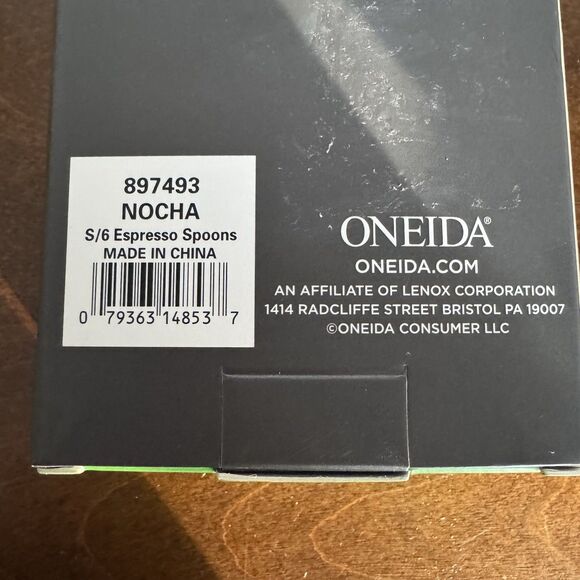 897493
NOCHA
S/6 Espresso Spoons
MADE IN CHINA
0 79363 14853 7
ONEIDA®
ONEIDA.COM
AN AFFILIATE OF LENOX CORPORATION
1414 RADCLIFFE STREET BRISTOL PA 19007
©ONEIDA CONSUMER LLC